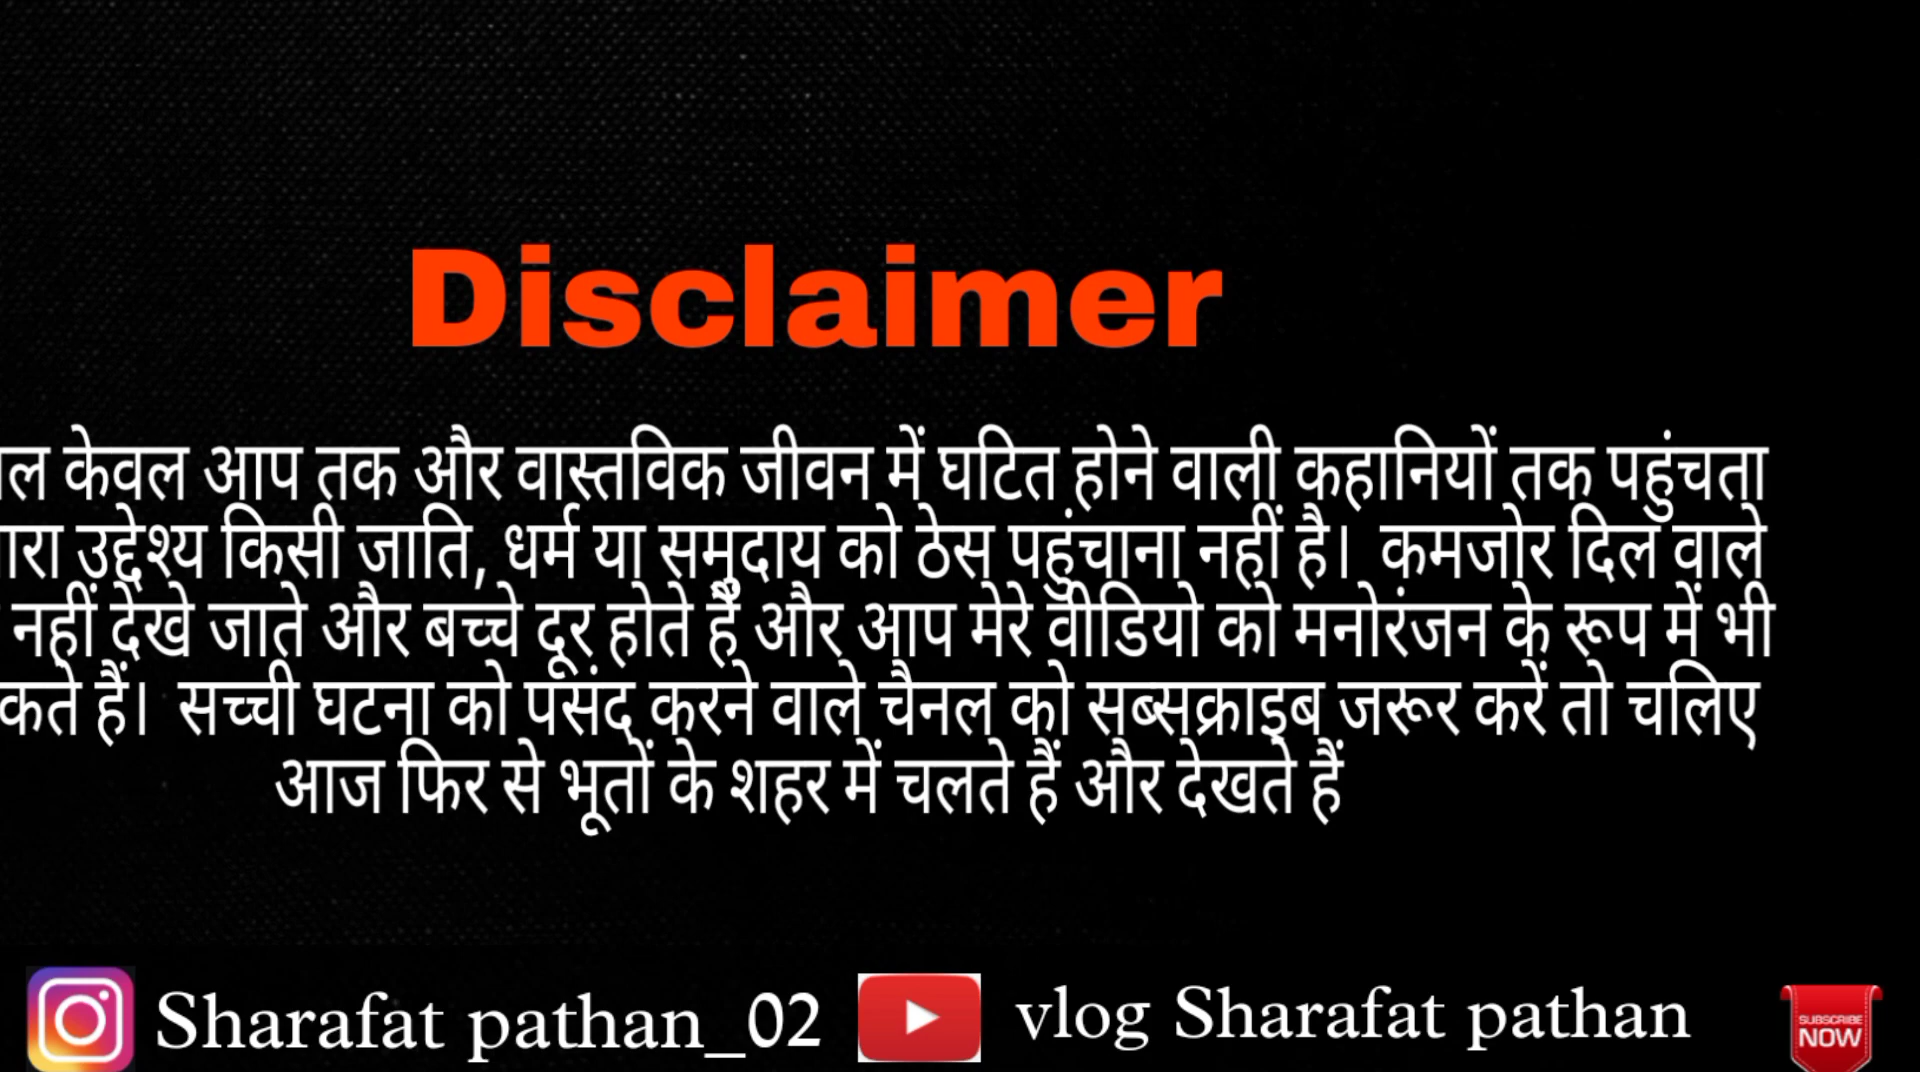 Disclaimer
केवल आप तक और वास्तविक जीवन में घटित होने वाली कहानियों तक पहुंचता
उद्देश्य किसी जाति, धर्म या समुदाय को ठेस पहुंचाना नहीं है। कमजोर दिल वाले
नहीं देखे जाते और बच्चे दूर होते हैं और आप मेरे वीडियो को मनोरंजन के रूप में भी
हैं। सच्ची घटना को पसंद करने वाले चैनल को सब्सक्राइब जरूर करें तो चलिए
आज फिर से भूतों के शहर में चलते हैं और देखते हैं
Sharafat pathan_02
vlog Sharafat pathan
SUBSCRIBE
NOW